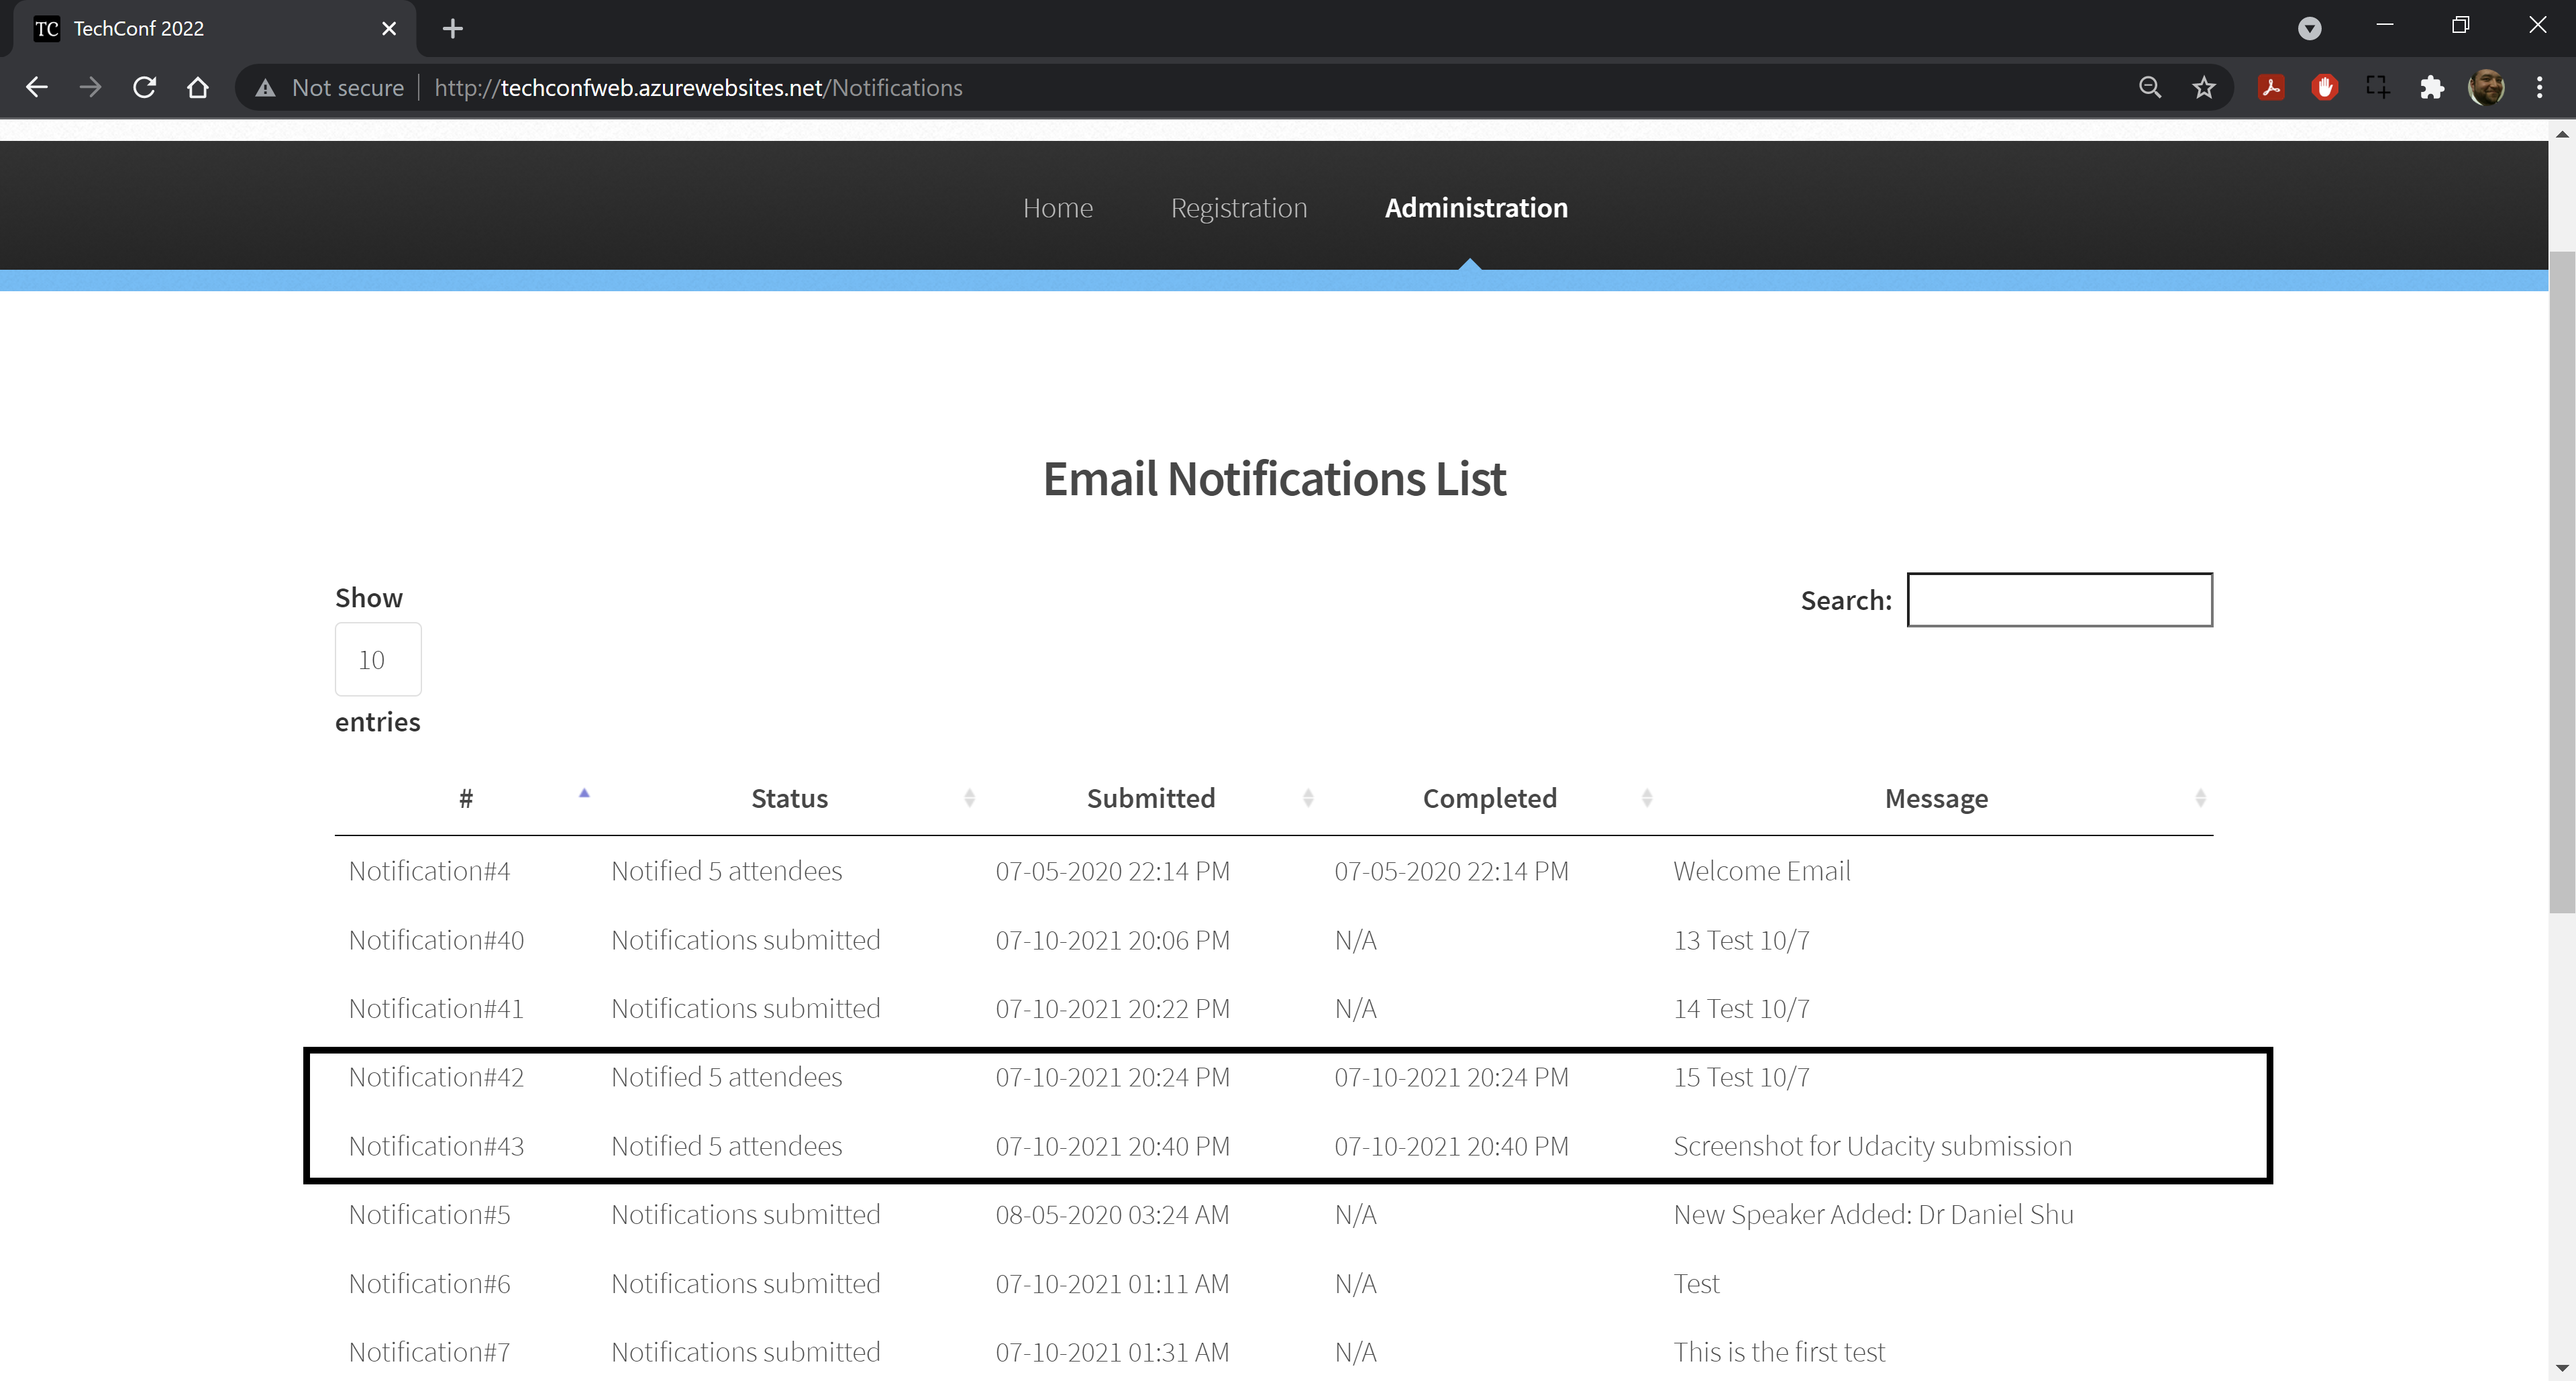 TC TechConf 2022
Not secure http://techconfweb.azurewebsites.net/Notifications
Home Registration Administration
Email Notifications List
Show
10
entries
Search:
# Status Submitted Completed Message
Notification#4 Notified 5 attendees 07-05-2020 22:14 PM 07-05-2020 22:14 PM Welcome Email
Notification#40 Notifications submitted 07-10-2021 20:06 PM N/A 13 Test 10/7
Notification#41 Notifications submitted 07-10-2021 20:22 PM N/A 14 Test 10/7
Notification#42 Notified 5 attendees 07-10-2021 20:24 PM 07-10-2021 20:24 PM 15 Test 10/7
Notification#43 Notified 5 attendees 07-10-2021 20:40 PM 07-10-2021 20:40 PM Screenshot for Udacity submission
Notification#5 Notifications submitted 08-05-2020 03:24 AM N/A New Speaker Added: Dr Daniel Shu
Notification#6 Notifications submitted 07-10-2021 01:11 AM N/A Test
Notification#7 Notifications submitted 07-10-2021 01:31 AM N/A This is the first test